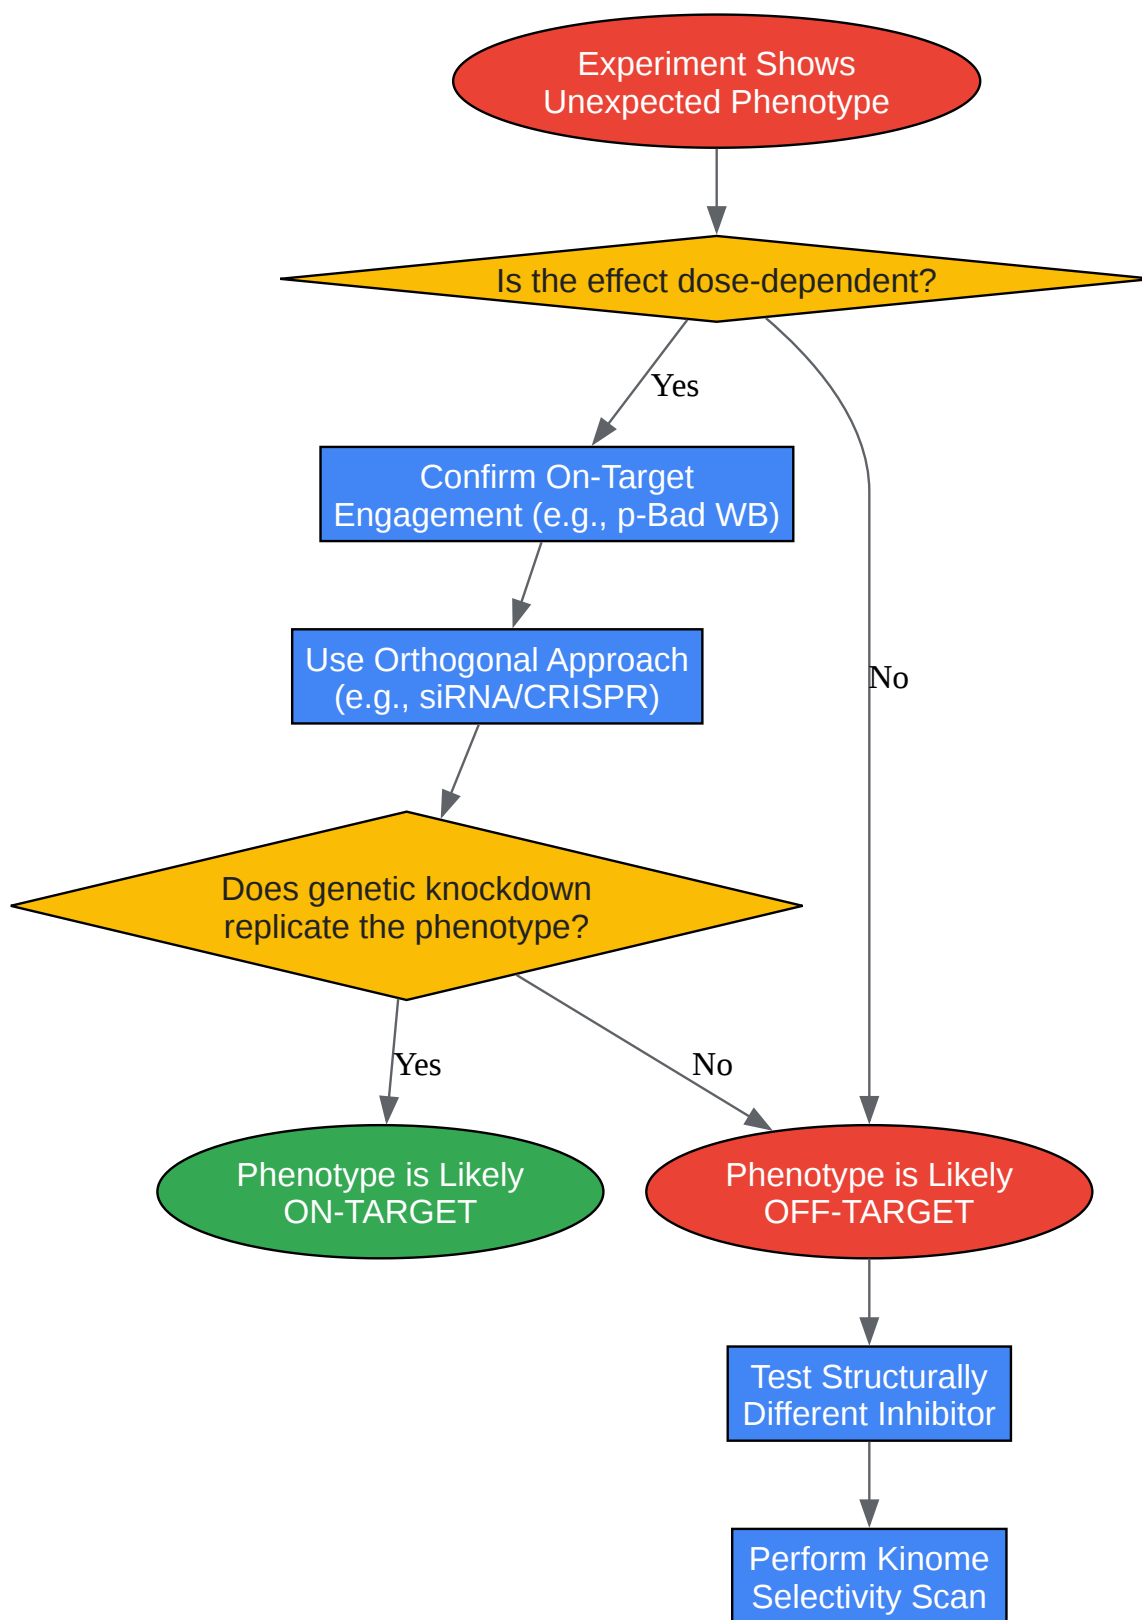 Experiment Shows
Unexpected Phenotype
Is the effect dose-dependent?
Yes
Confirm On-Target
Engagement (e.g., p-Bad WB)
Use Orthogonal Approach
(e.g., siRNA/CRISPR)
No
Does genetic knockdown
replicate the phenotype?
Yes
No
Phenotype is Likely
ON-TARGET
Phenotype is Likely
OFF-TARGET
Test Structurally
Different Inhibitor
Perform Kinome
Selectivity Scan